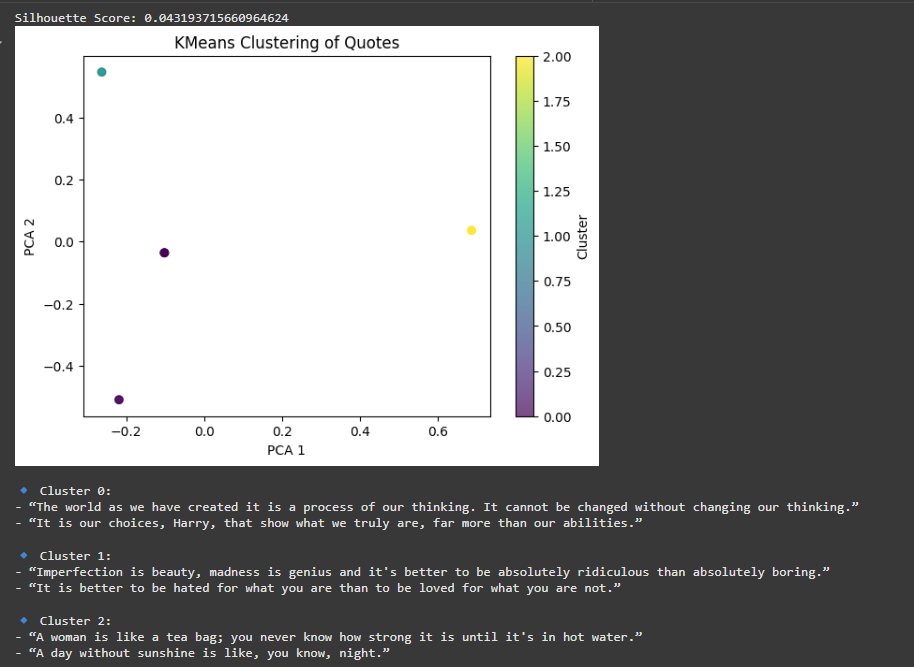 Silhouette Score: 0.043193715660964624
KMeans Clustering of Quotes
2.00
1.75
1.50
1.25
1.00
0.75
0.50
0.25
0.00
Cluster
0.4
0.2
0.0
−0.2
−0.4
PCA 2
−0.2 0.0 0.2 0.4 0.6
PCA 1
🔹 Cluster 0:
- “The world as we have created it is a process of our thinking. It cannot be changed without changing our thinking.”
- “It is our choices, Harry, that show what we truly are, far more than our abilities.”
🔹 Cluster 1:
- “Imperfection is beauty, madness is genius and it's better to be absolutely ridiculous than absolutely boring.”
- “It is better to be hated for what you are than to be loved for what you are not.”
🔹 Cluster 2:
- “A woman is like a tea bag; you never know how strong it is until it's in hot water.”
- “A day without sunshine is like, you know, night.”